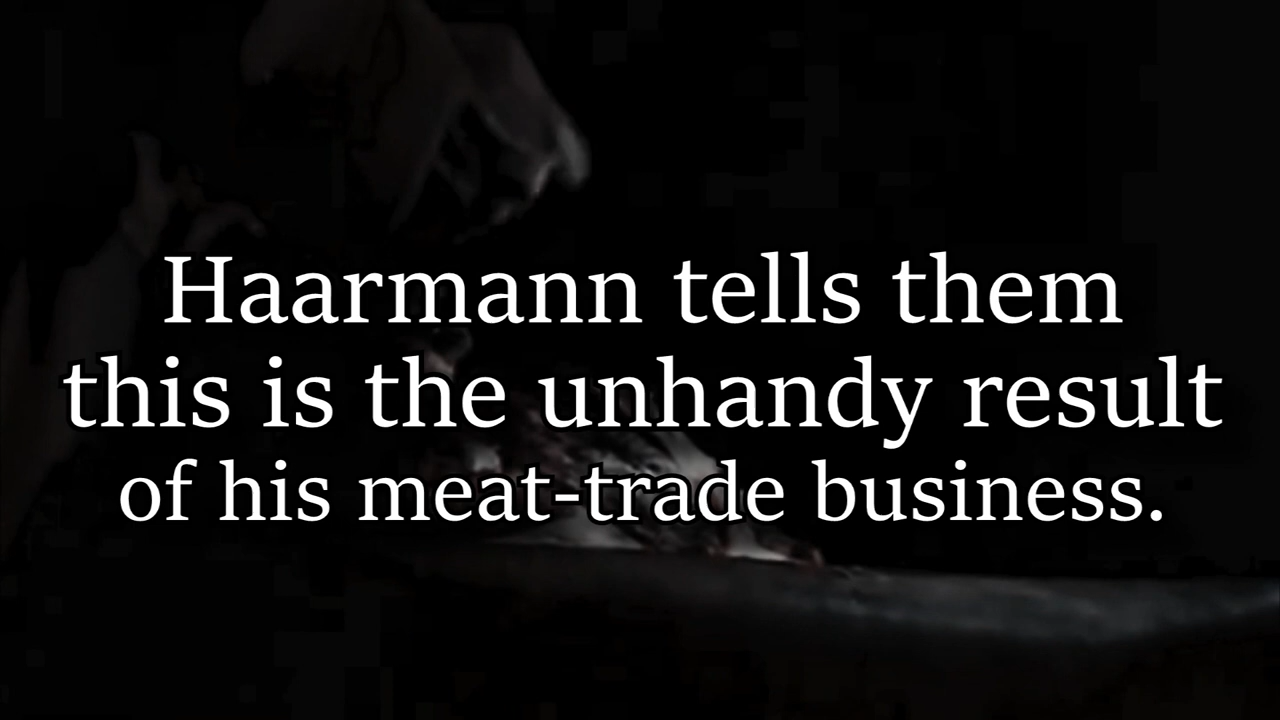 Haarmann tells them
this is the unhandy result
of his meat-trade business.